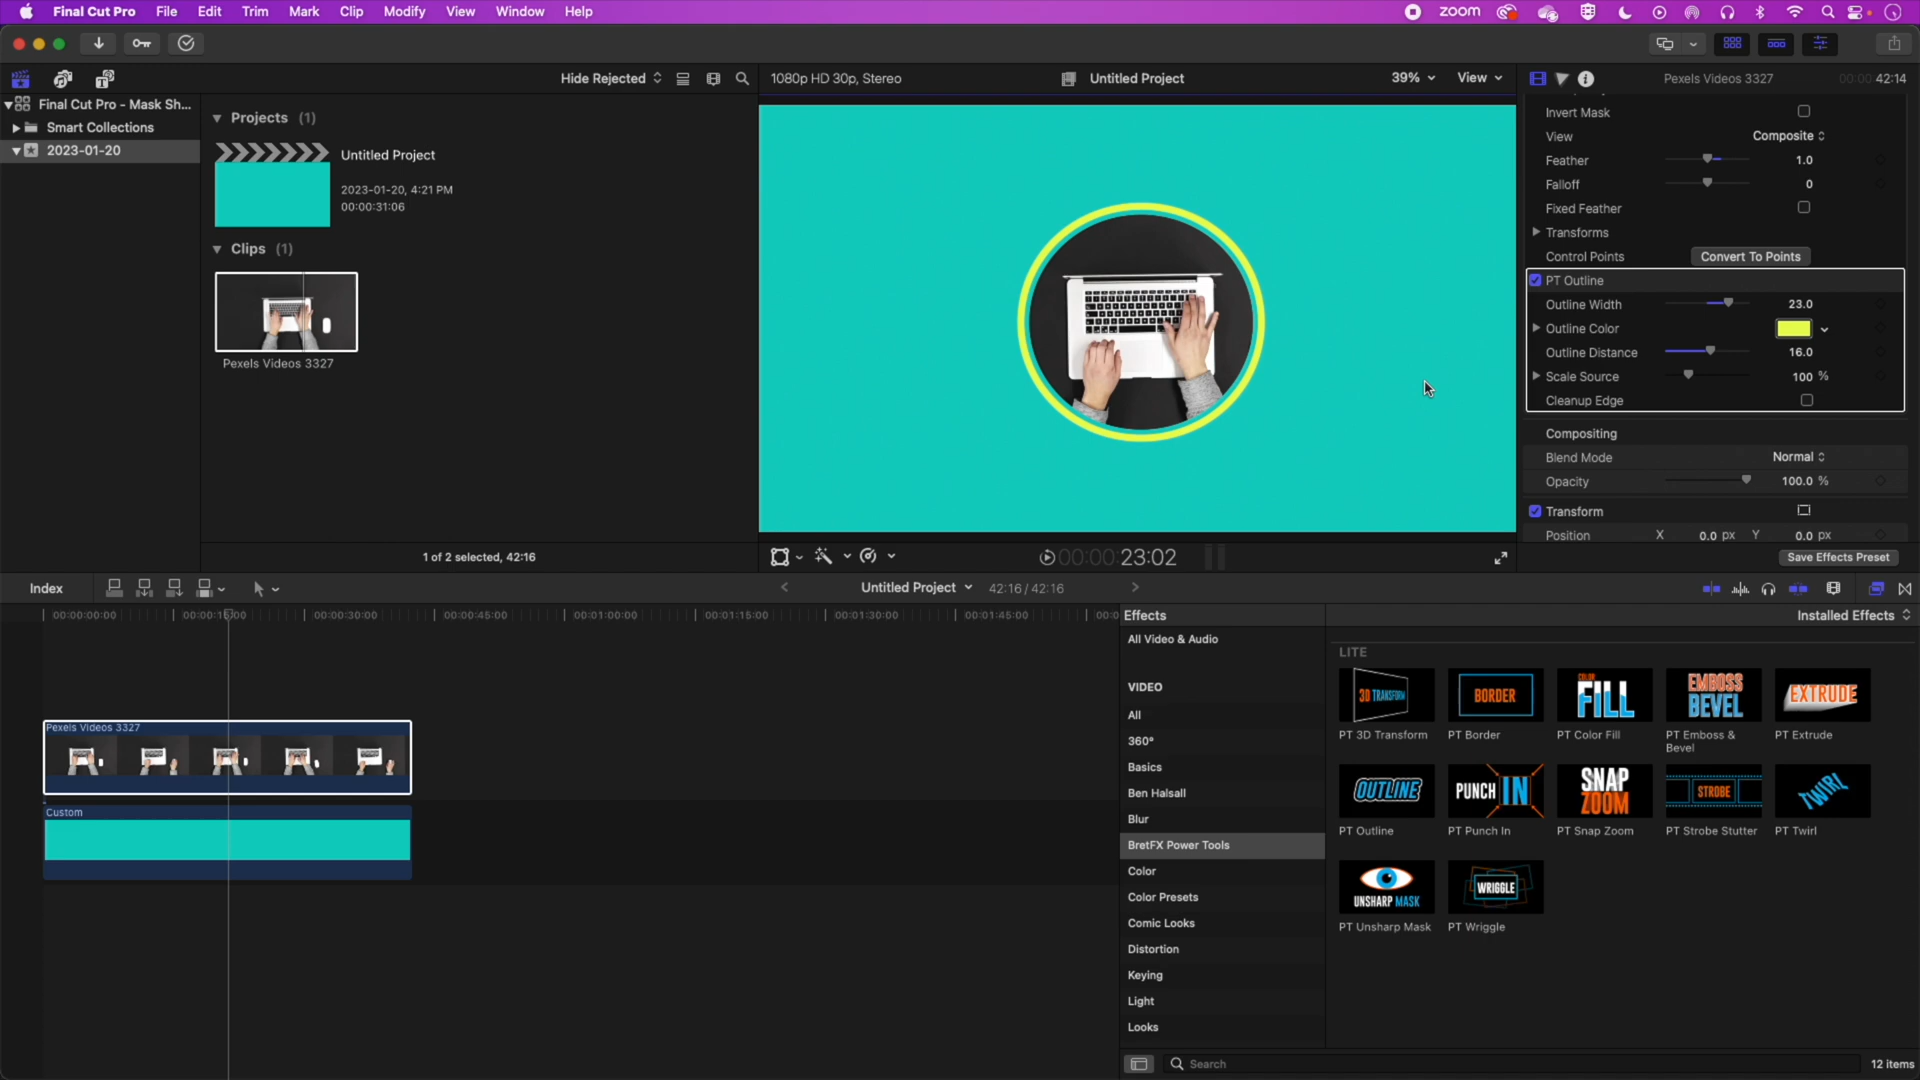 Final Cut Pro File Edit Trim Mark Clip Modify View Window Help zoom
Hide Rejected 1080p HD 30p, Stereo Untitled Project 39% View Pexels Videos 3327 00:00:42:14
Final Cut Pro - Mask Sh...
Smart Collections
2023-01-20
Projects (1)
Untitled Project
2023-01-20, 4:21 PM
00:00:31:06
Clips (1)
Pexels Videos 3327
1 of 2 selected, 42:16
00:00:23:02
Invert Mask
View Composite
Feather 1.0
Falloff 0
Fixed Feather
Transforms
Control Points Convert To Points
PT Outline
Outline Width 23.0
Outline Color
Outline Distance 16.0
Scale Source 100 %
Cleanup Edge
Compositing
Blend Mode Normal
Opacity 100.0 %
Transform
Position X 0.0 px Y 0.0 px
Save Effects Preset
Index Untitled Project 42:16 / 42:16
00:00:00:00 00:00:15:00 00:00:30:00 00:00:45:00 00:01:00:00 00:01:15:00 00:01:30:00 00:01:45:00 00:0
Pexels Videos 3327
Custom
Effects Installed Effects
All Video & Audio
VIDEO
All
360°
Basics
Ben Halsall
Blur
BretFX Power Tools
Color
Color Presets
Comic Looks
Distortion
Keying
Light
Looks
LITE
3D TRANSFORM BORDER COLOR FILL EMBOSS BEVEL EXTRUDE
PT 3D Transform PT Border PT Color Fill PT Emboss & Bevel PT Extrude
OUTLINE PUNCH IN SNAP ZOOM STROBE TWIRL
PT Outline PT Punch In PT Snap Zoom PT Strobe Stutter PT Twirl
UNSHARP MASK WRIGGLE
PT Unsharp Mask PT Wriggle
Search 12 items